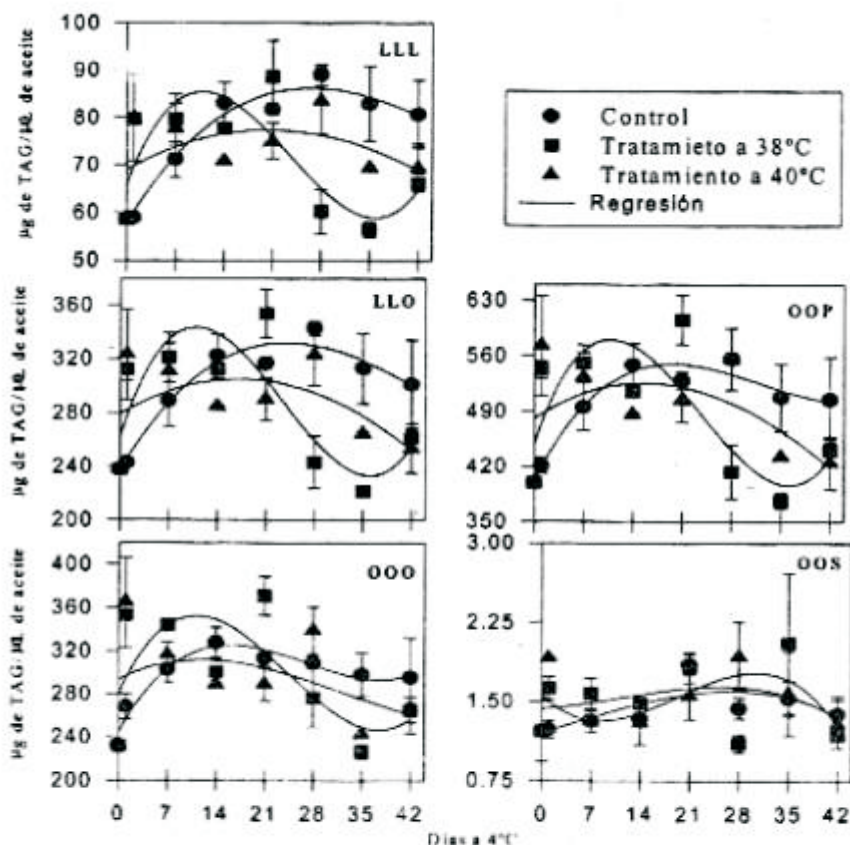 LLL
100
90
80
70
60
50
µg de TAG/µL de aceite
Control
Tratamieto a 38°C
Tratamiento a 40°C
Regresión
LLO
360
320
280
240
200
µg de TAG/µL de aceite
OOP
630
560
490
420
350
OOO
400
360
320
280
240
200
µg de TAG/µL de aceite
0 7 14 21 28 35 42
OOS
3.00
2.25
1.50
0.75
0 7 14 21 28 35 42
Dias a 4°C